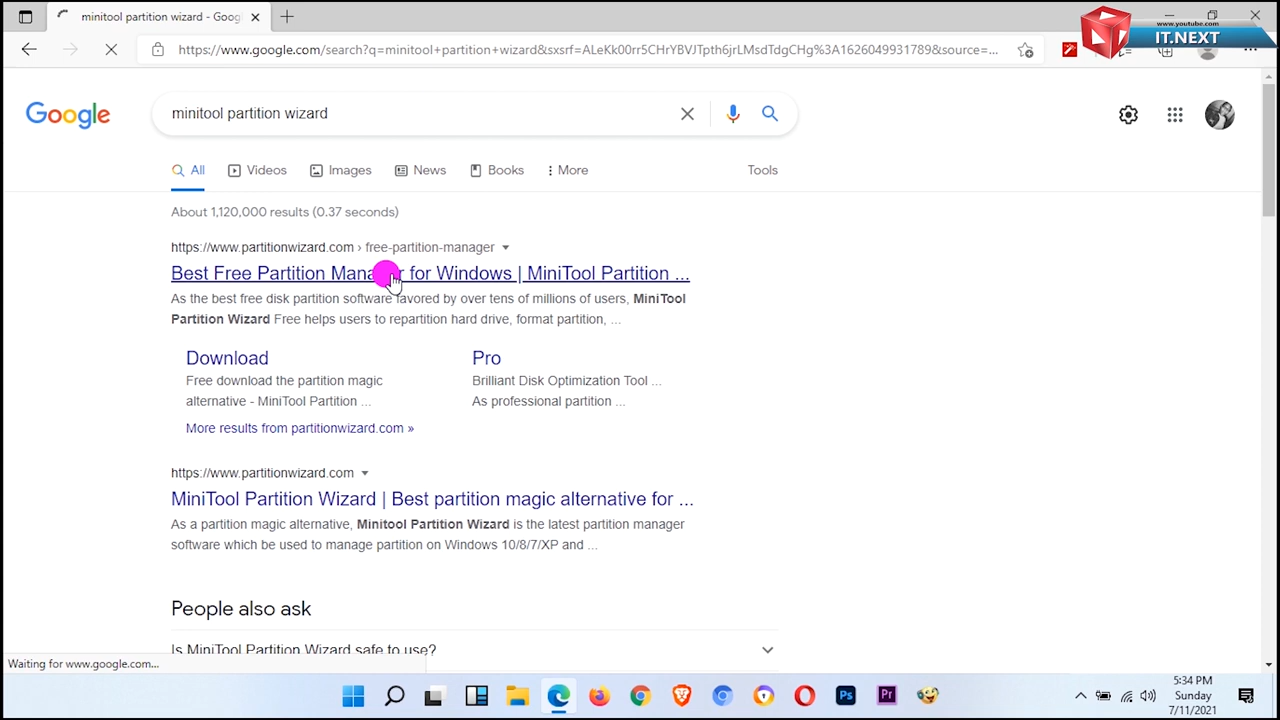 minitool partition wizard - Goog
www.youtube.com
IT.NEXT
https://www.google.com/search?q=minitool+partition+wizard&sxsrf=ALeKk00rr5CHrYBVJTpth6jrLMsdTdgCHg%3A1626049931789&source=...
Google
minitool partition wizard
All
Videos
Images
News
Books
More
Tools
About 1,120,000 results (0.37 seconds)
https://www.partitionwizard.com › free-partition-manager
Best Free Partition Manager for Windows | MiniTool Partition ...
As the best free disk partition software favored by over tens of millions of users, MiniTool
Partition Wizard Free helps users to repartition hard drive, format partition, ...
Download
Pro
Free download the partition magic
alternative - MiniTool Partition ...
Brilliant Disk Optimization Tool ...
As professional partition ...
More results from partitionwizard.com »
https://www.partitionwizard.com
MiniTool Partition Wizard | Best partition magic alternative for ...
As a partition magic alternative, Minitool Partition Wizard is the latest partition manager
software which be used to manage partition on Windows 10/8/7/XP and ...
People also ask
Is MiniTool Partition Wizard safe to use?
Waiting for www.google.com...
Ps
Pr
5:34 PM
Sunday
7/11/2021